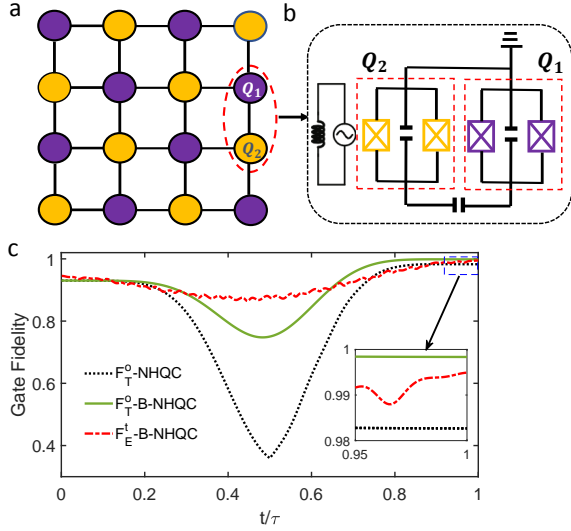 a
b
Q₁
Q₂
Q₂
Q₁
c
Gate Fidelity
1
0.8
0.6
0.4
F_T^o-NHQC
F_T^o-B-NHQC
F_E^t-B-NHQC
1
0.99
0.98
0.95
1
0
0.2
0.4
0.6
0.8
1
t/τ